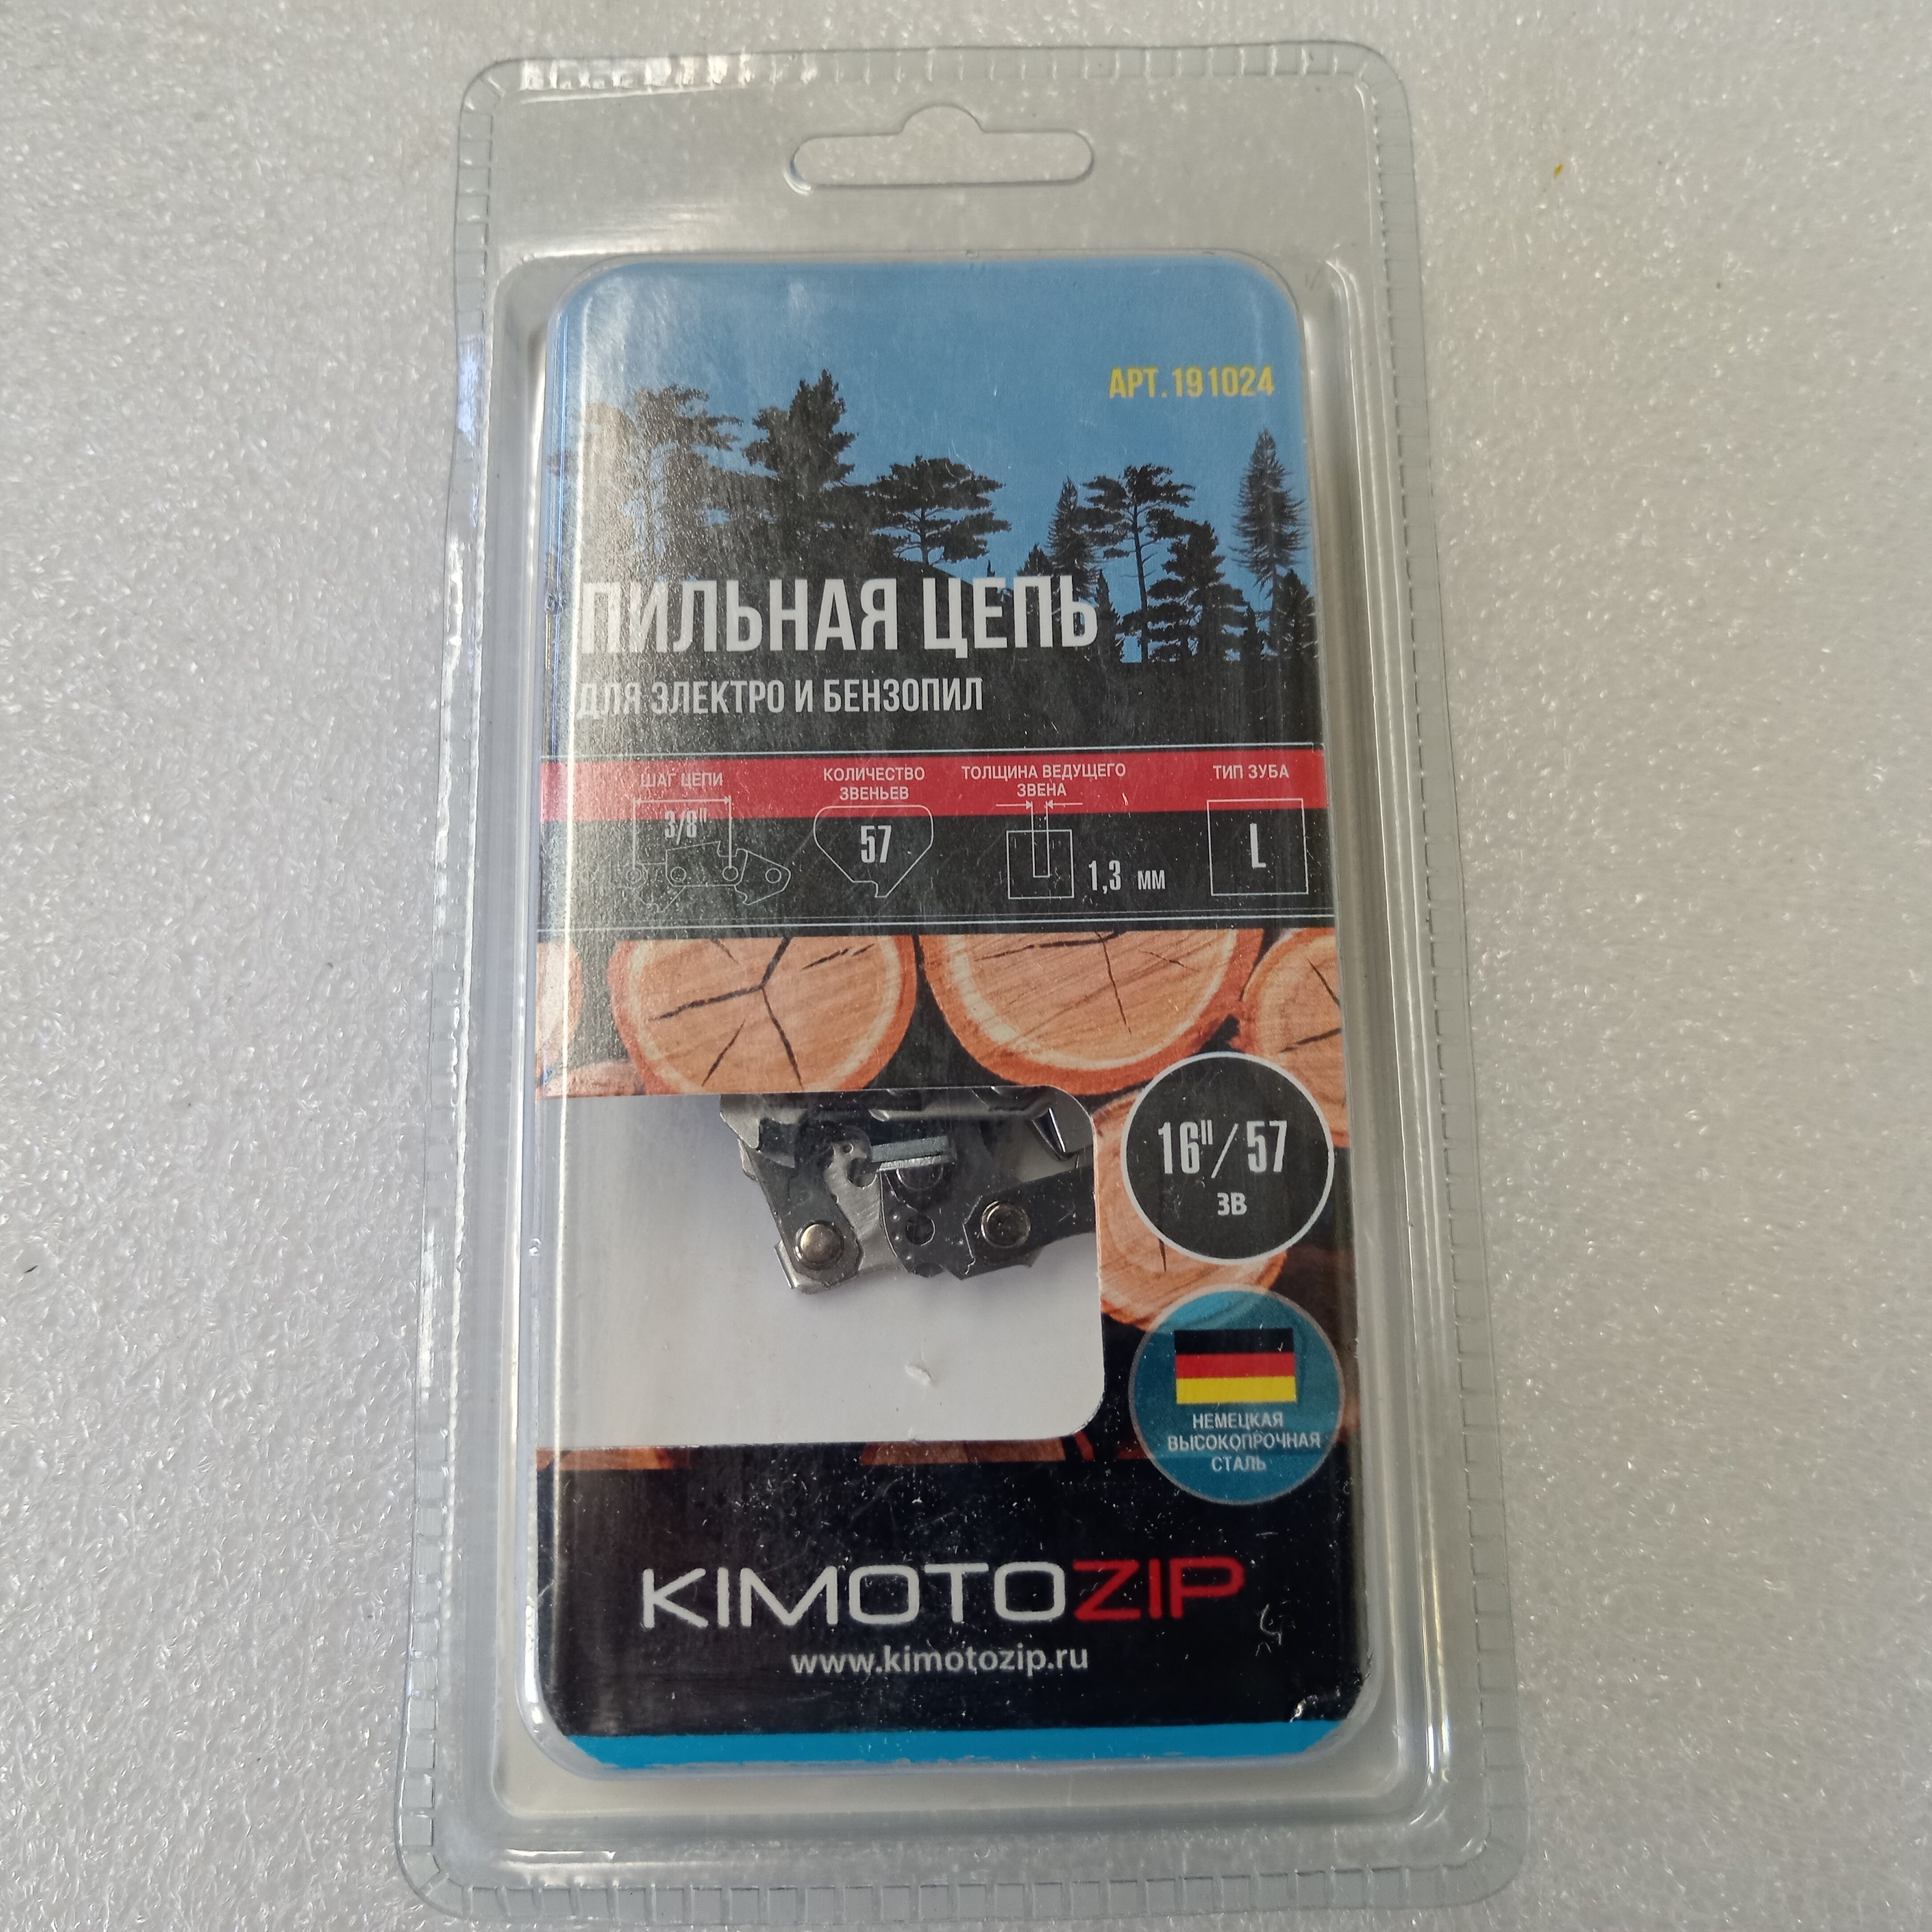 АРТ.191024
ПИЛЬНАЯ ЦЕПЬ
ДЛЯ ЭЛЕКТРО И БЕНЗОПИЛ
ШАГ ЦЕПИ
3/8"
КОЛИЧЕСТВО
ЗВЕНЬЕВ
57
ТОЛЩИНА ВЕДУЩЕГО
ЗВЕНА
1,3 мм
ТИП ЗУБА
L
16"/57
ЗВ
НЕМЕЦКАЯ
ВЫСОКОПРОЧНАЯ
СТАЛЬ
KIMOTOZIP
www.kimotozip.ru